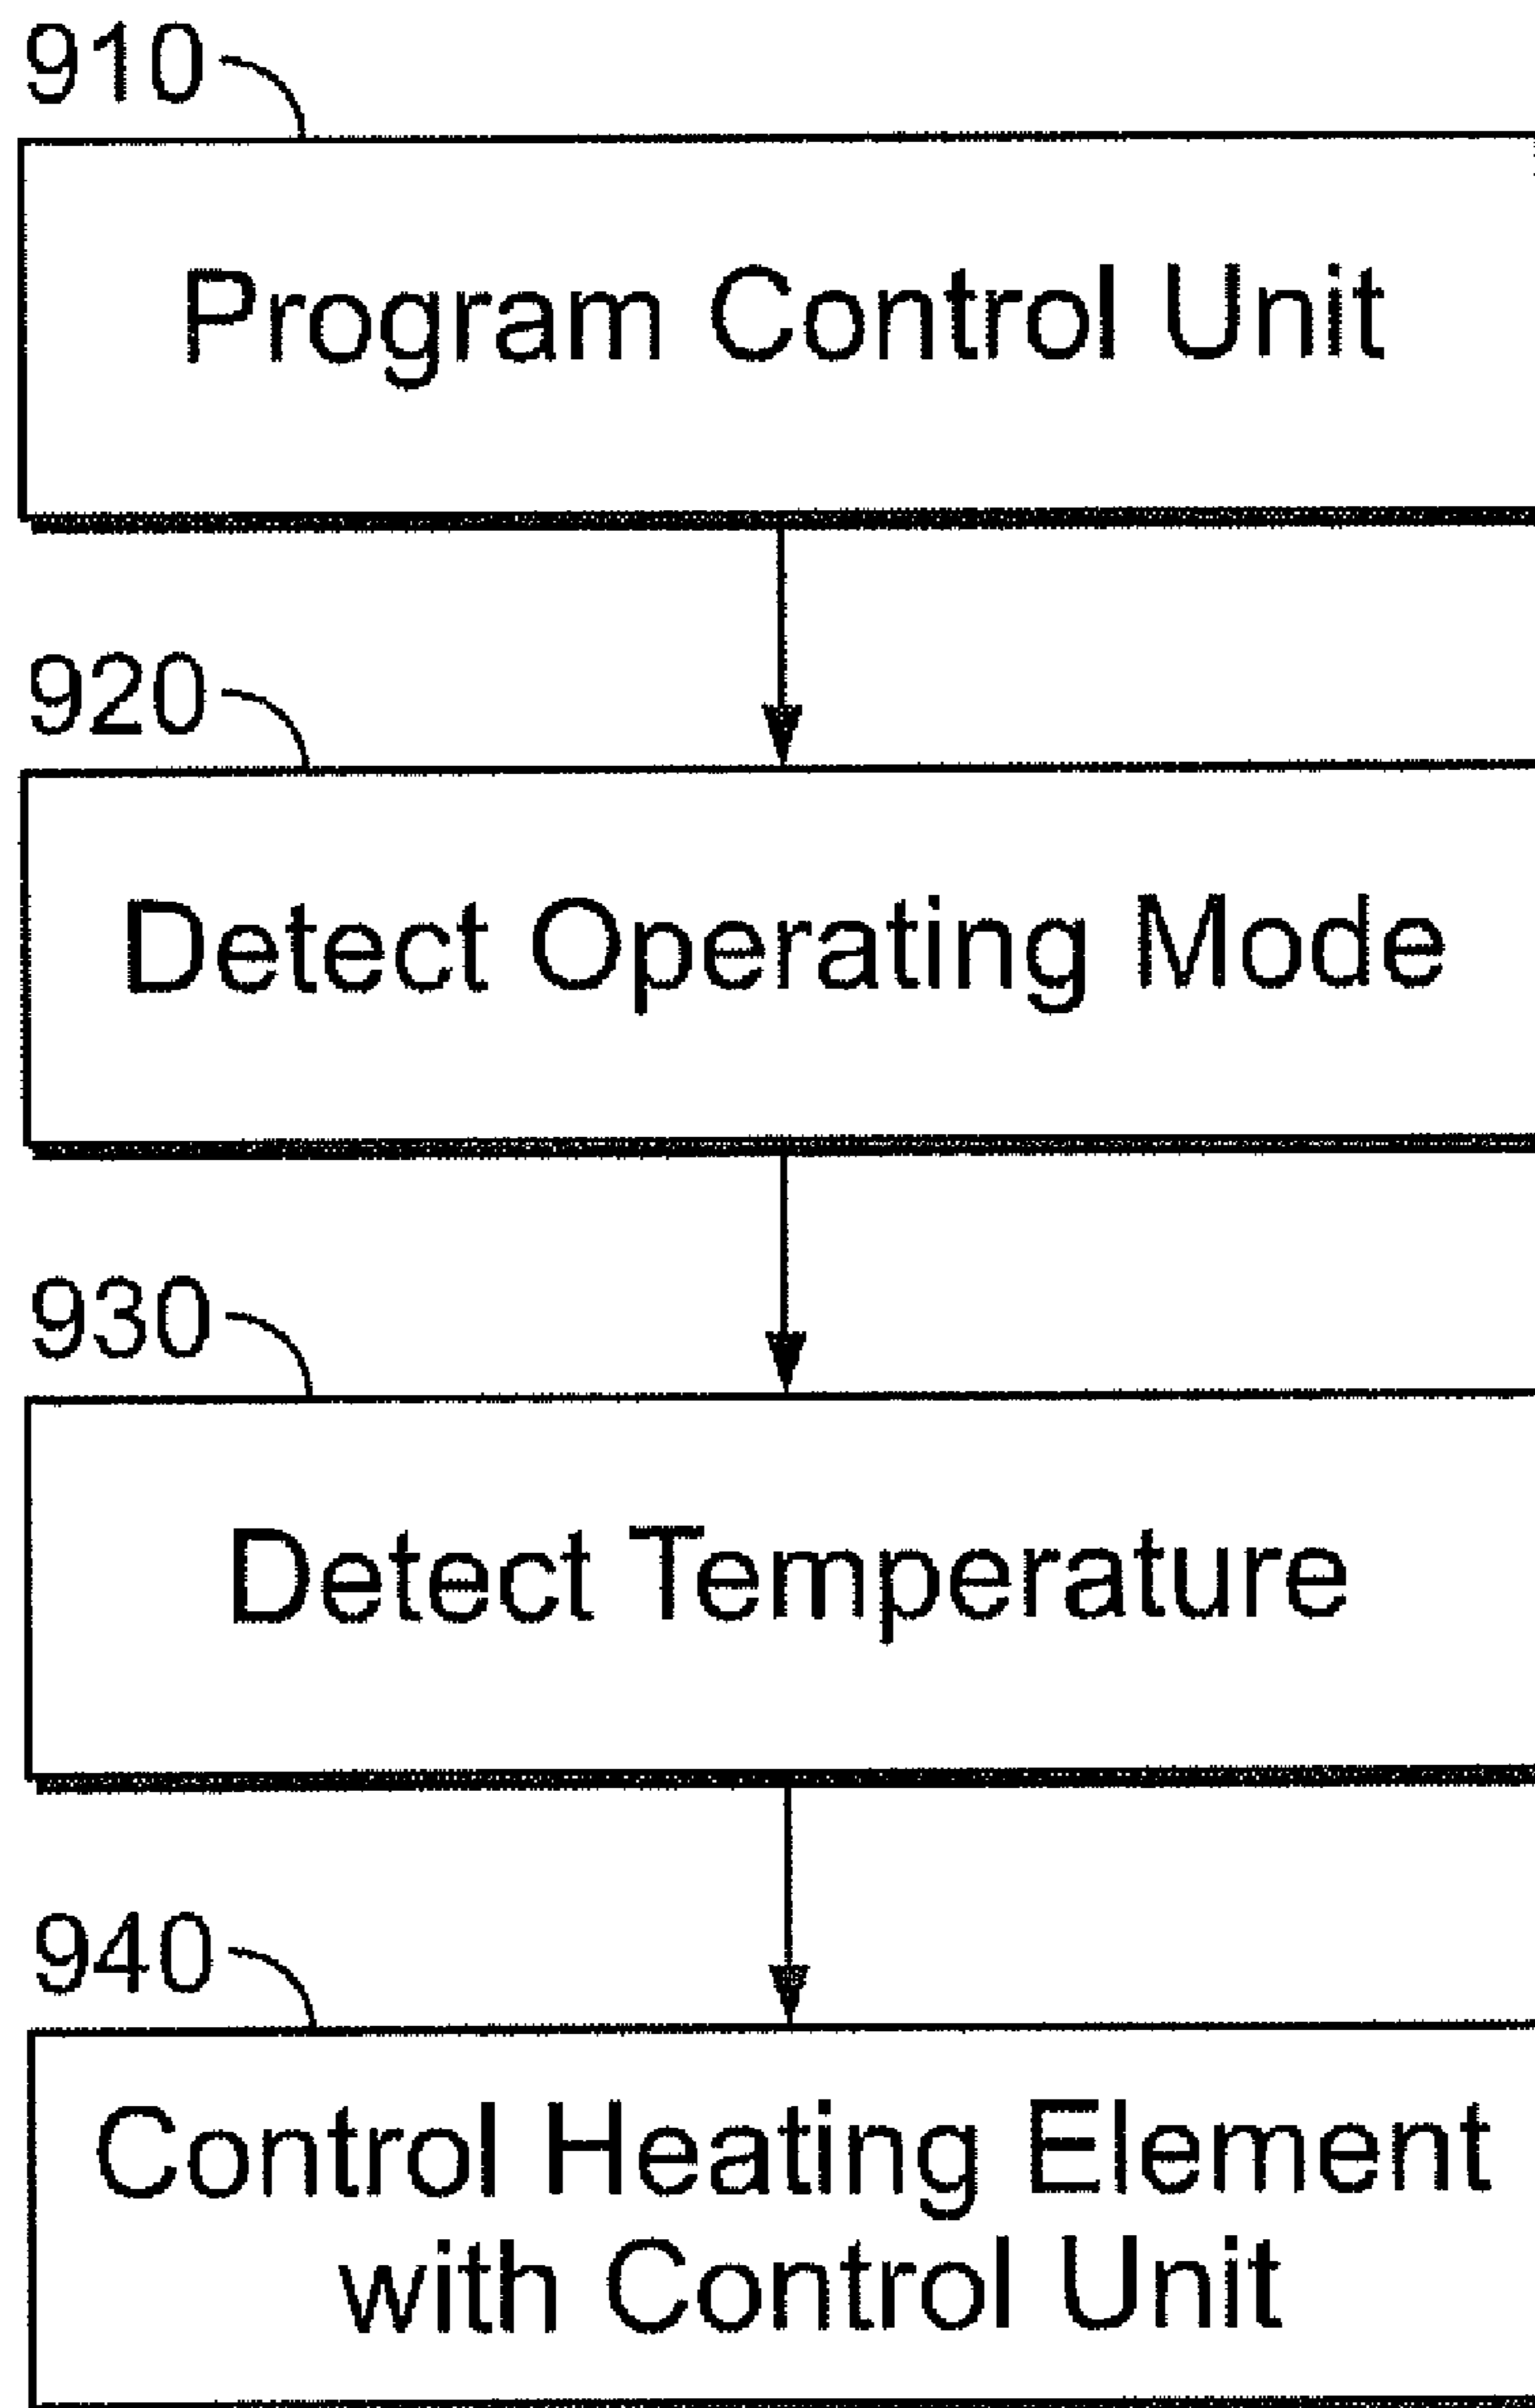 910
Program Control Unit
920
Detect Operating Mode
930
Detect Temperature
940
Control Heating Element
with Control Unit